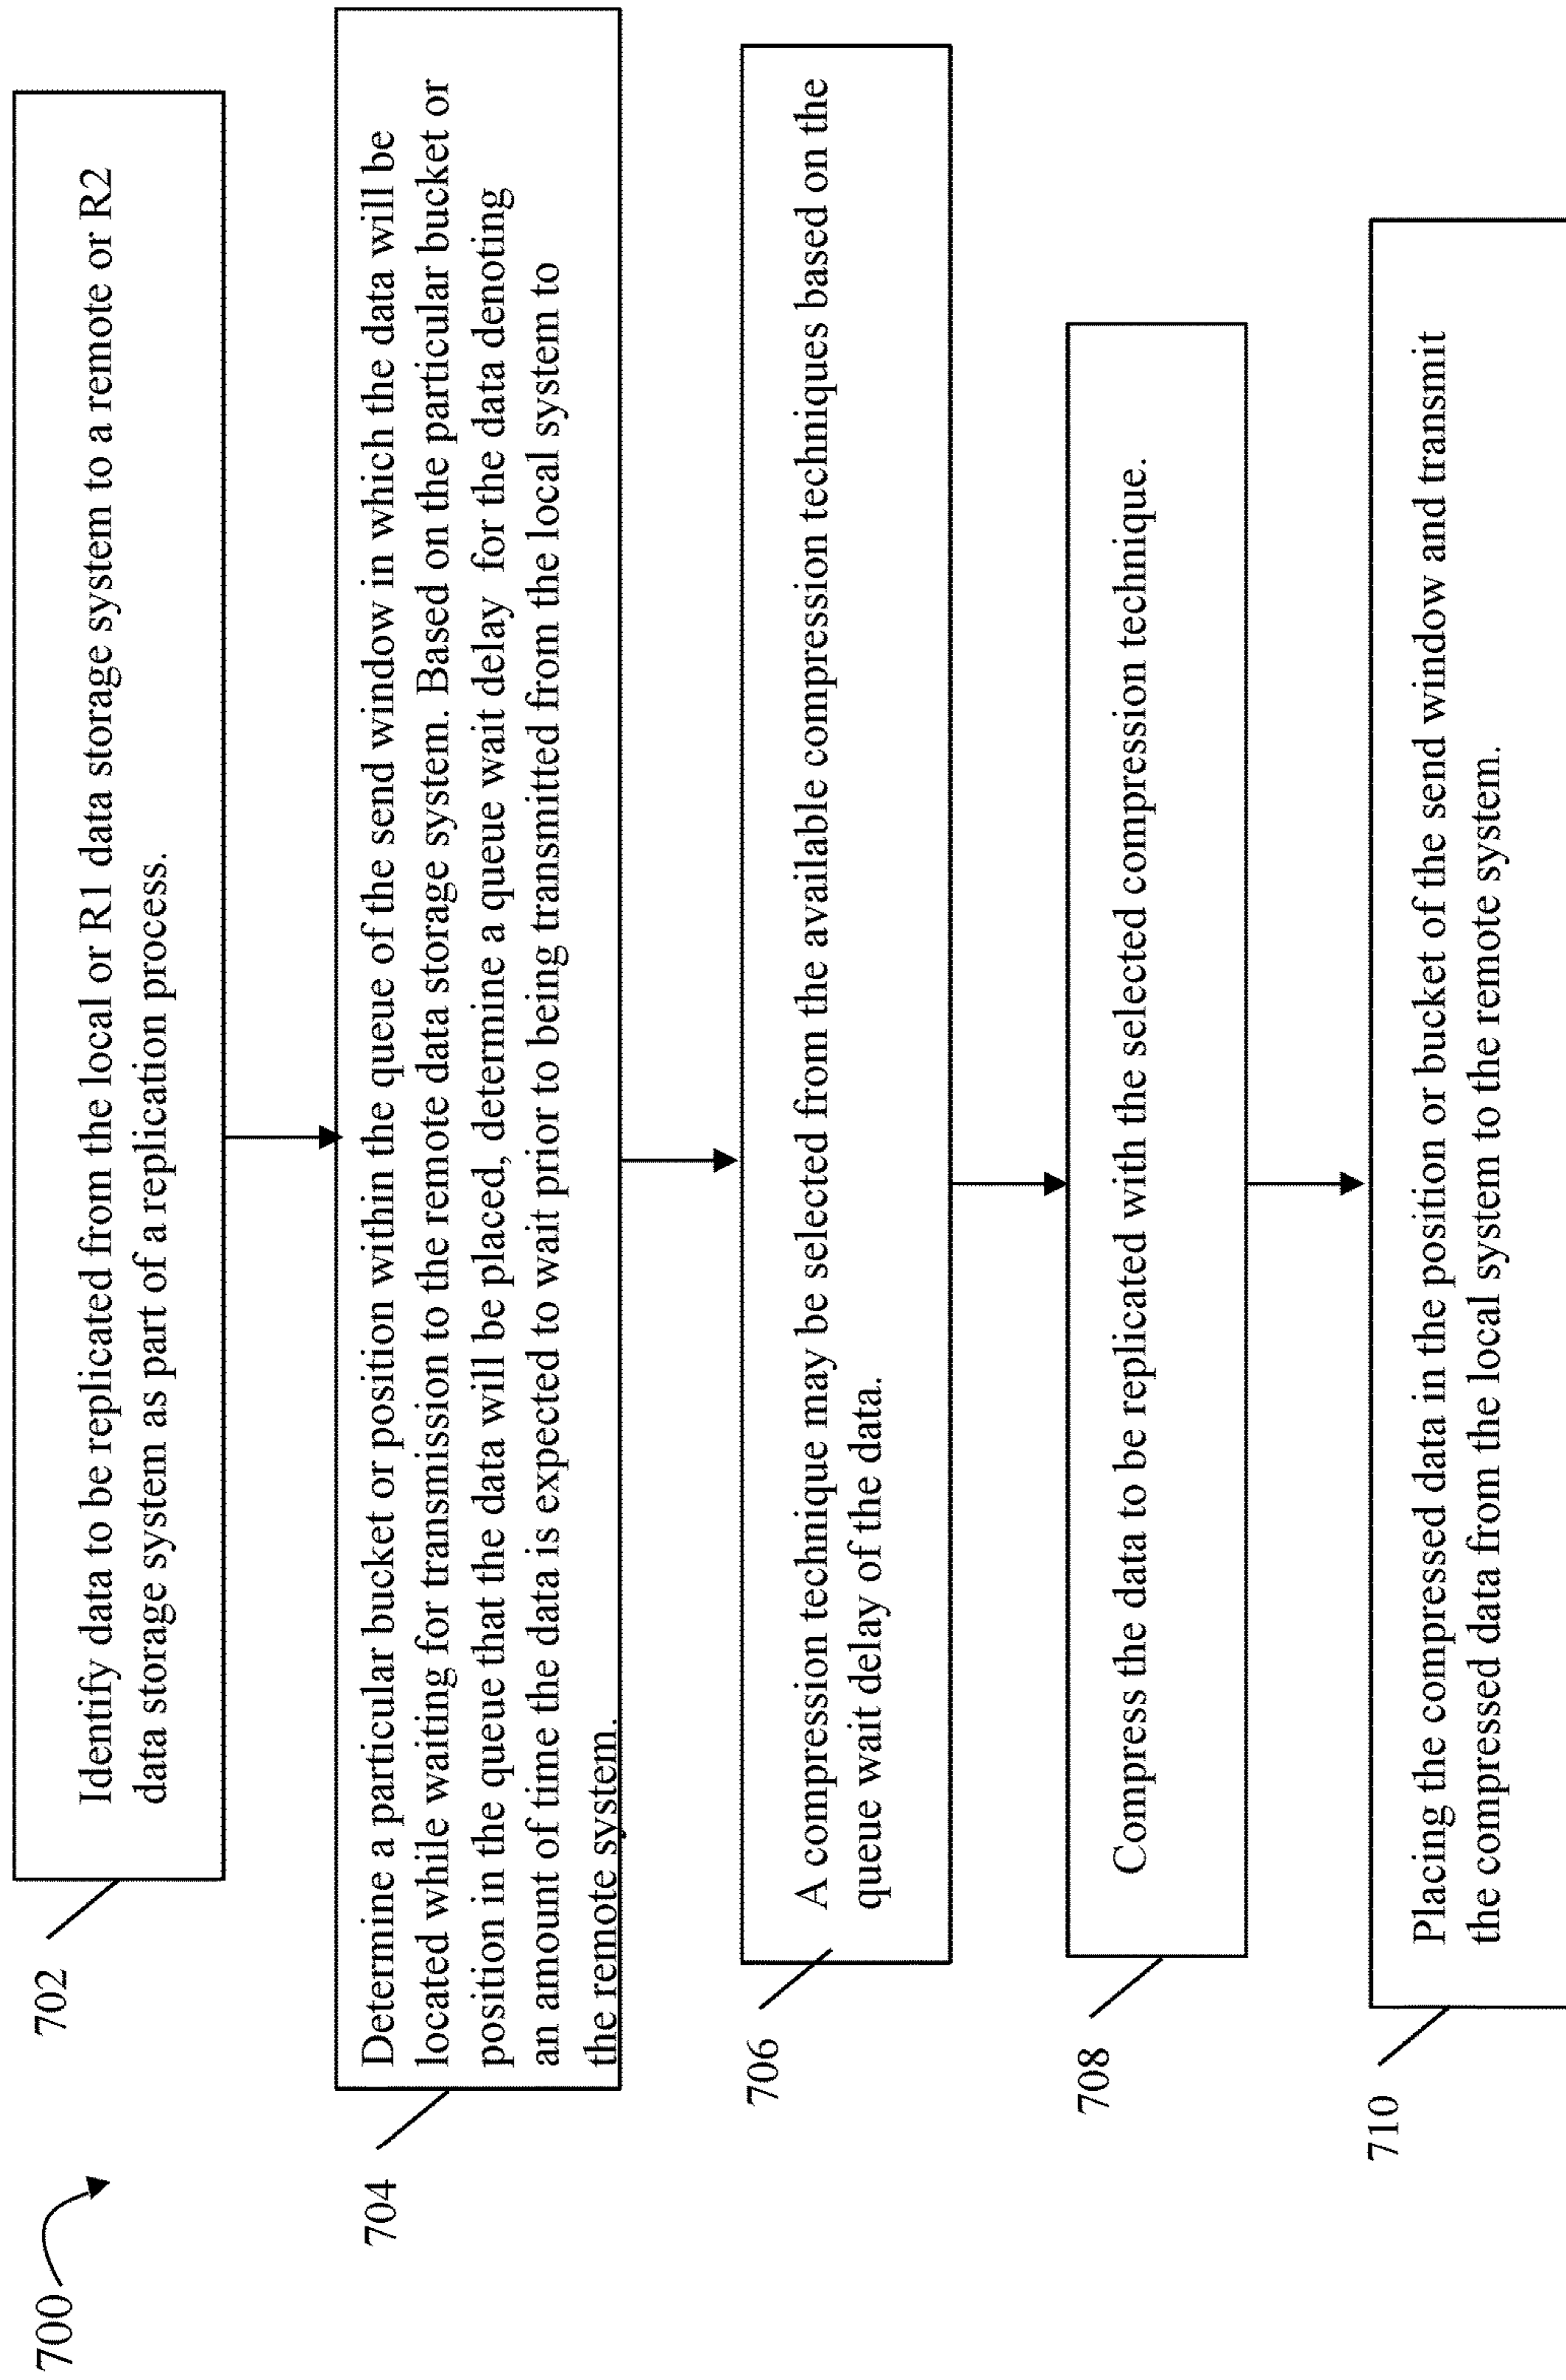 700
702
Identify data to be replicated from the local or R1 data storage system to a remote or R2
data storage system as part of a replication process.
704
Determine a particular bucket or position within the queue of the send window in which the data will be
located while waiting for transmission to the remote data storage system. Based on the particular bucket or
position in the queue that the data will be placed, determine a queue wait delay for the data denoting
an amount of time the data is expected to wait prior to being transmitted from the local system to
the remote system.
706
A compression technique may be selected from the available compression techniques based on the
queue wait delay of the data.
708
Compress the data to be replicated with the selected compression technique.
710
Placing the compressed data in the position or bucket of the send window and transmit
the compressed data from the local system to the remote system.